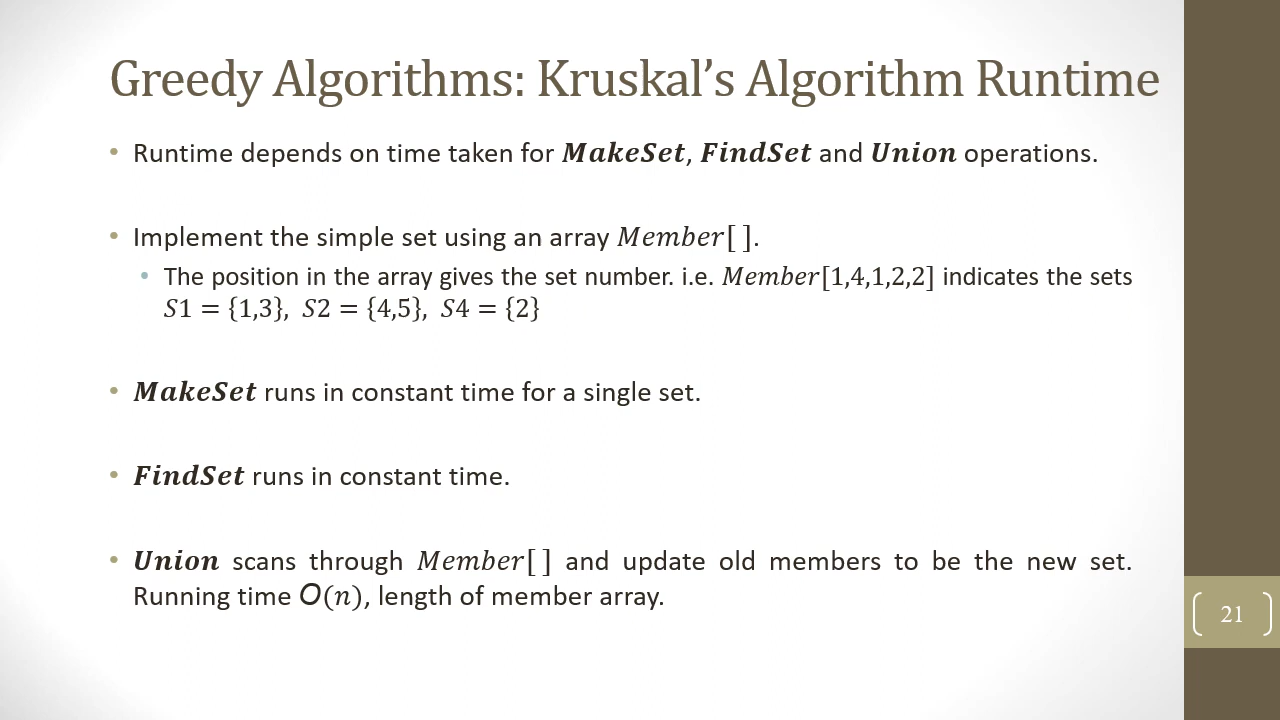 Greedy Algorithms: Kruskal’s Algorithm Runtime
• Runtime depends on time taken for MakeSet, FindSet and Union operations.
• Implement the simple set using an array Member[ ].
• The position in the array gives the set number. i.e. Member[1,4,1,2,2] indicates the sets
S1 = {1,3}, S2 = {4,5}, S4 = {2}
• MakeSet runs in constant time for a single set.
• FindSet runs in constant time.
• Union scans through Member[ ] and update old members to be the new set.
Running time O(n), length of member array.
21